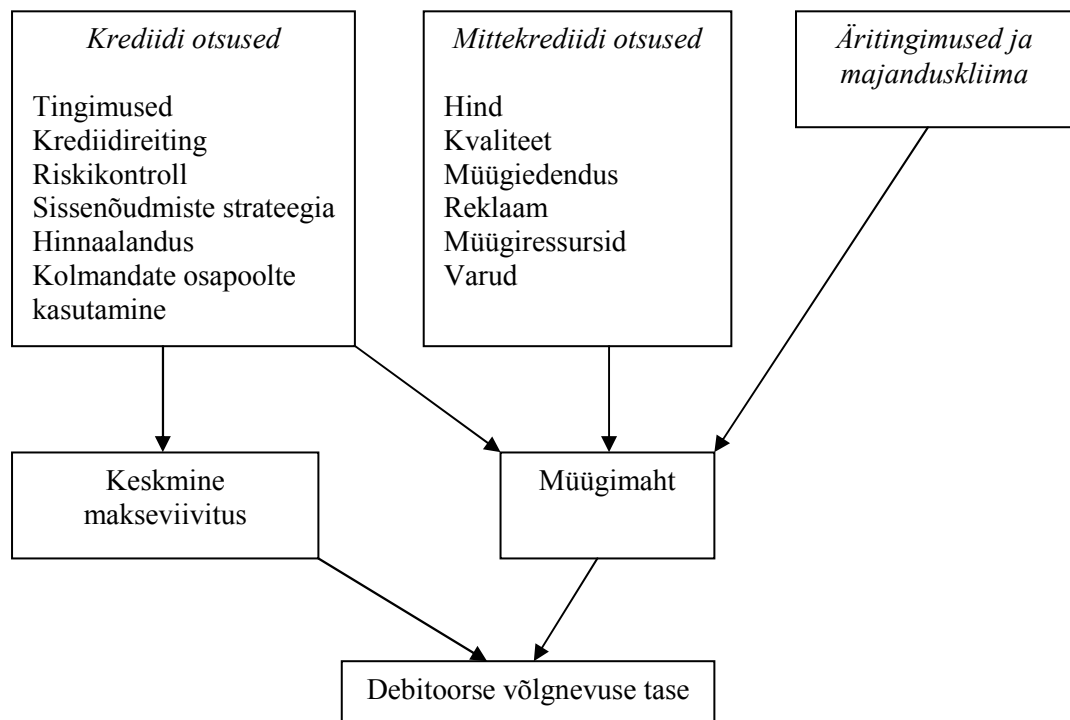 Krediidi otsused
Tingimused
Krediidireiting
Riskikontroll
Sissenõudmiste strateegia
Hinnaalandus
Kolmandate osapoolte
kasutamine
Mittekrediidi otsused
Hind
Kvaliteet
Müügiedendus
Reklaam
Müügiressursid
Varud
Äritingimused ja
majanduskliima
Keskmine
makseviivitus
Müügimaht
Debitoorse võlgnevuse tase